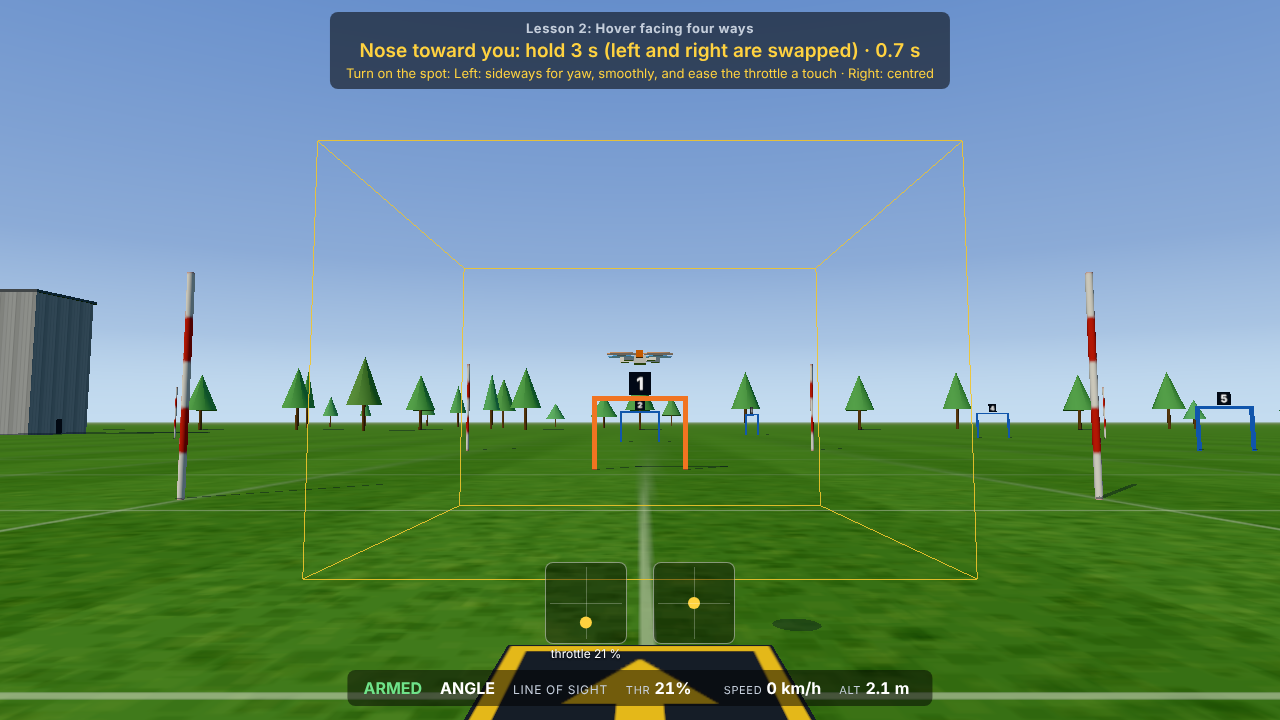 Lesson 2: Hover facing four ways
Nose toward you: hold 3 s (left and right are swapped) · 0.7 s
Turn on the spot: Left: sideways for yaw, smoothly, and ease the throttle a touch · Right: centred
1
2
4
5
throttle 21 %
ARMED ANGLE LINE OF SIGHT THR 21% SPEED 0 km/h ALT 2.1 m